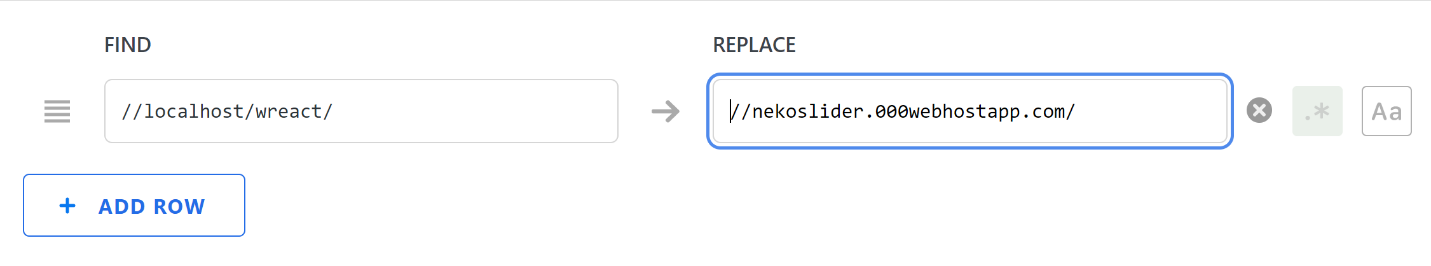 FIND
REPLACE
//localhost/wreact/
//nekoslider.000webhostapp.com/
.*
Aa
+ ADD ROW